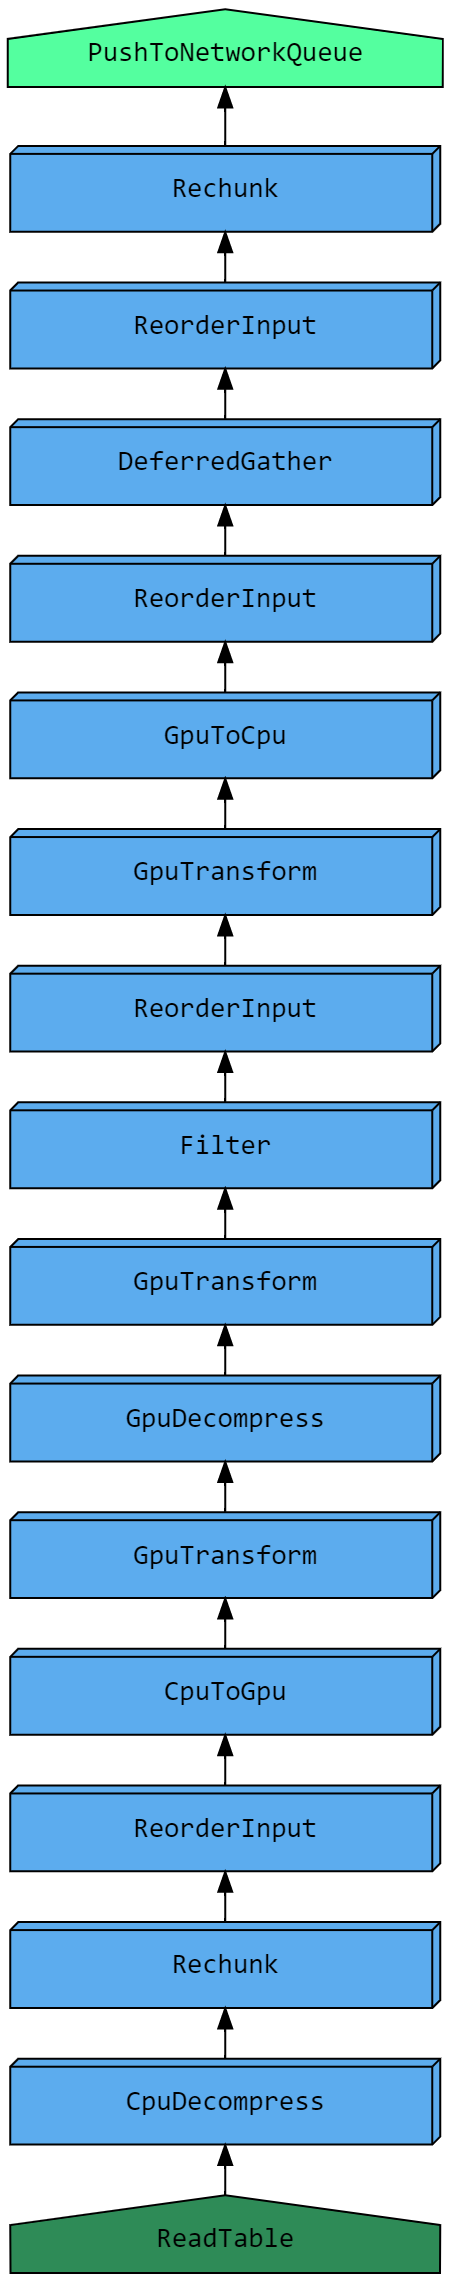 PushToNetworkQueue
Rechunk
ReorderInput
DeferredGather
ReorderInput
GpuToCpu
GpuTransform
ReorderInput
Filter
GpuTransform
GpuDecompress
GpuTransform
CpuToGpu
ReorderInput
Rechunk
CpuDecompress
ReadTable